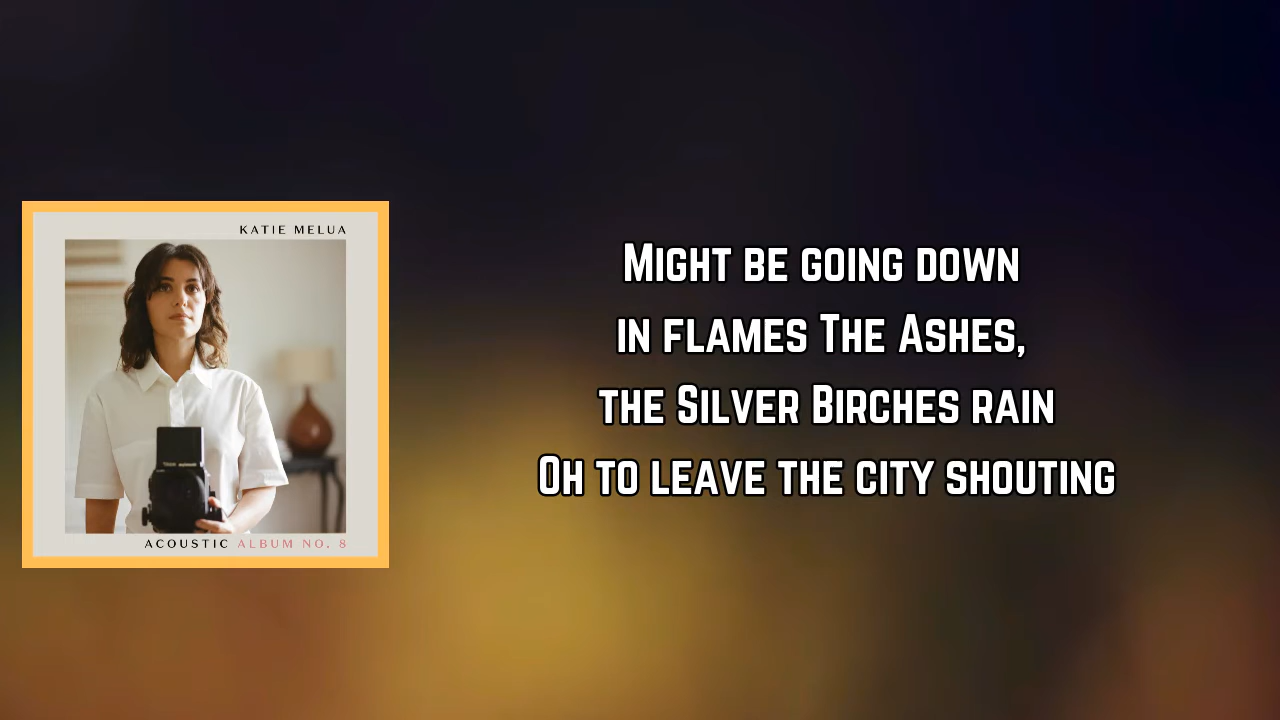 KATIE MELUA
ACOUSTIC ALBUM NO. 8
Might be going down
in flames The Ashes,
the Silver Birches rain
Oh to leave the city shouting